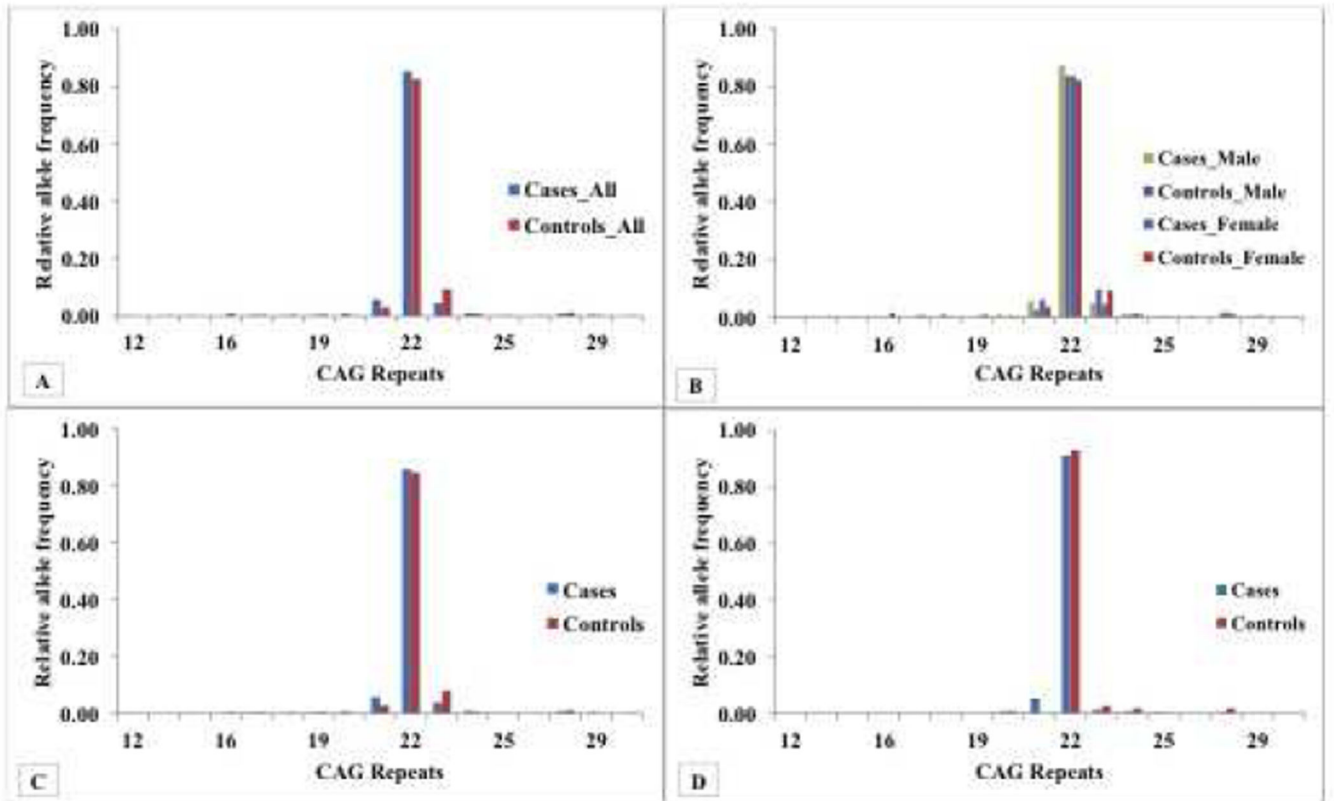 1.00
0.80
0.60
0.40
0.20
0.00
Relative allele frequency
Cases_All
Controls_All
12 16 19 22 25 29
CAG Repeats
A
1.00
0.80
0.60
0.40
0.20
0.00
Relative allele frequency
Cases_Male
Controls_Male
Cases_Female
Controls_Female
12 16 19 22 25 29
CAG Repeats
B
1.00
0.80
0.60
0.40
0.20
0.00
Relative allele frequency
Cases
Controls
12 16 19 22 25 29
CAG Repeats
C
1.00
0.80
0.60
0.40
0.20
0.00
Relative allele frequency
Cases
Controls
12 16 19 22 25 29
CAG Repeats
D